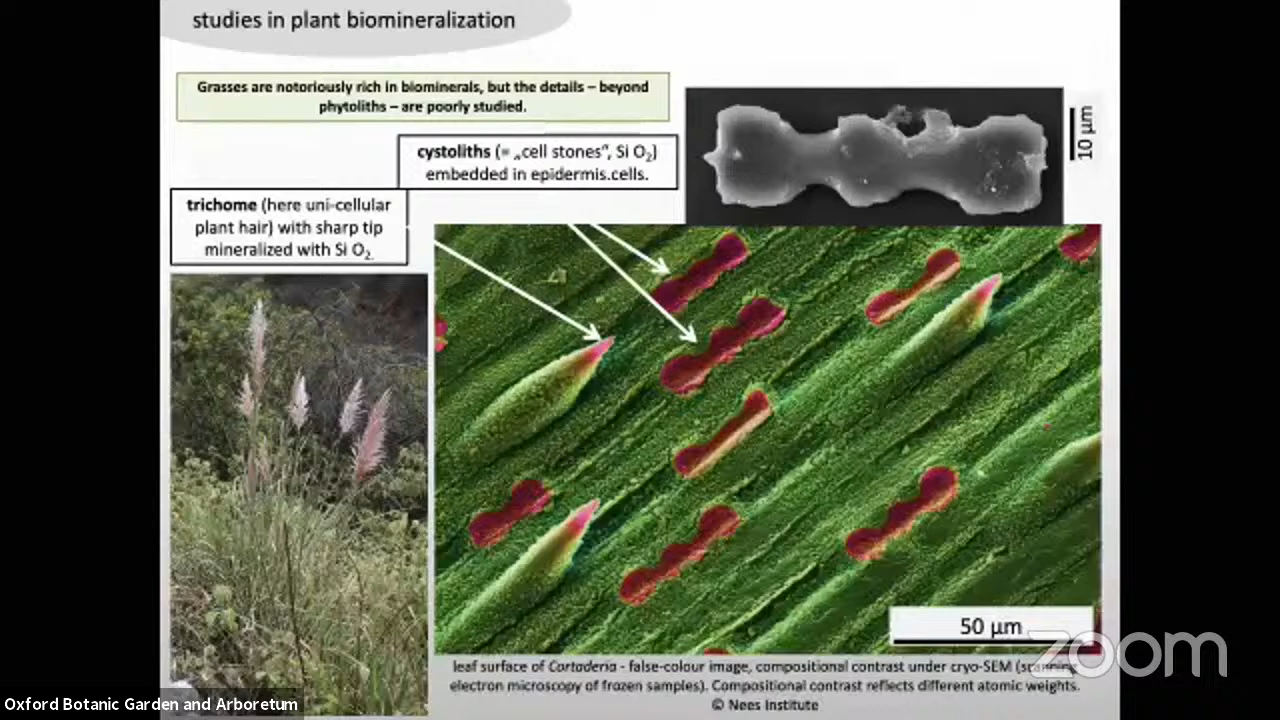 studies in plant biomineralization
Grasses are notoriously rich in biominerals, but the details – beyond
phytoliths – are poorly studied.
cystoliths (= „cell stones", Si O2)
embedded in epidermis.cells.
trichome (here uni-cellular
plant hair) with sharp tip
mineralized with Si O2.
10 µm
50 µm
zoom
leaf surface of Cortaderia - false-colour image, compositional contrast under cryo-SEM (scanning
electron microscopy of frozen samples). Compositional contrast reflects different atomic weights.
© Nees Institute
Oxford Botanic Garden and Arboretum